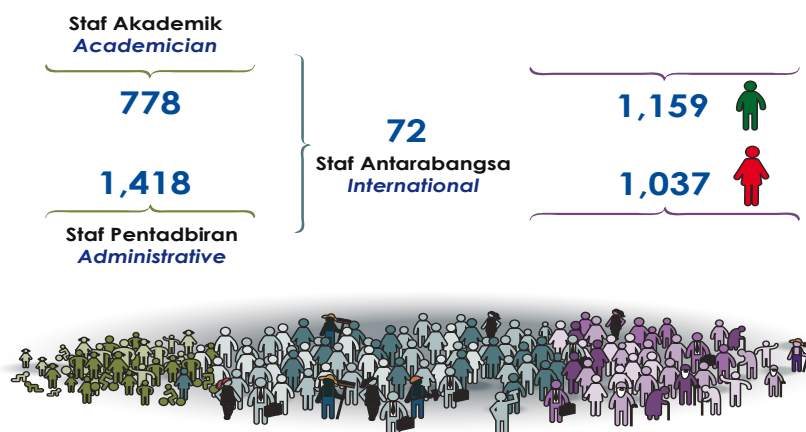 Staf Akademik
Academician
778
1,418
Staf Pentadbiran
Administrative
72
Staf Antarabangsa
International
1,159
1,037